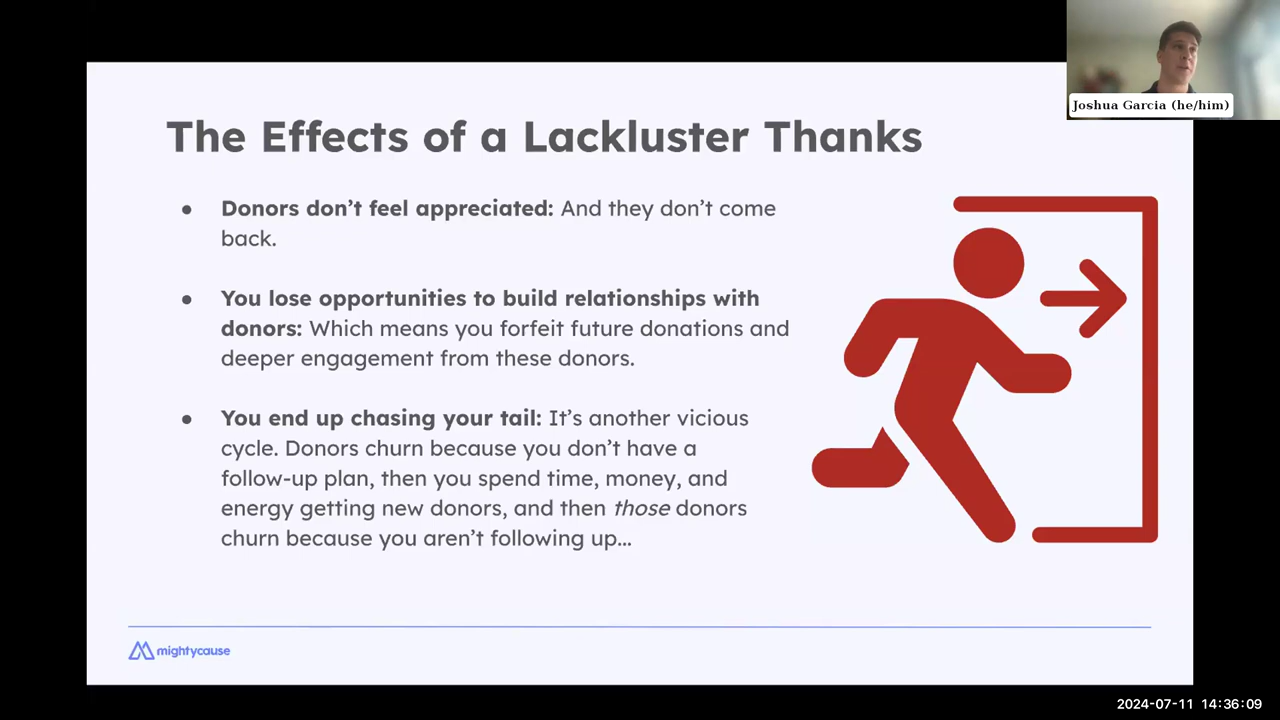 Joshua Garcia (he/him)
The Effects of a Lackluster Thanks
● Donors don’t feel appreciated: And they don’t come
back.
● You lose opportunities to build relationships with
donors: Which means you forfeit future donations and
deeper engagement from these donors.
● You end up chasing your tail: It’s another vicious
cycle. Donors churn because you don’t have a
follow-up plan, then you spend time, money, and
energy getting new donors, and then those donors
churn because you aren’t following up...
mightycause
2024-07-11 14:36:09